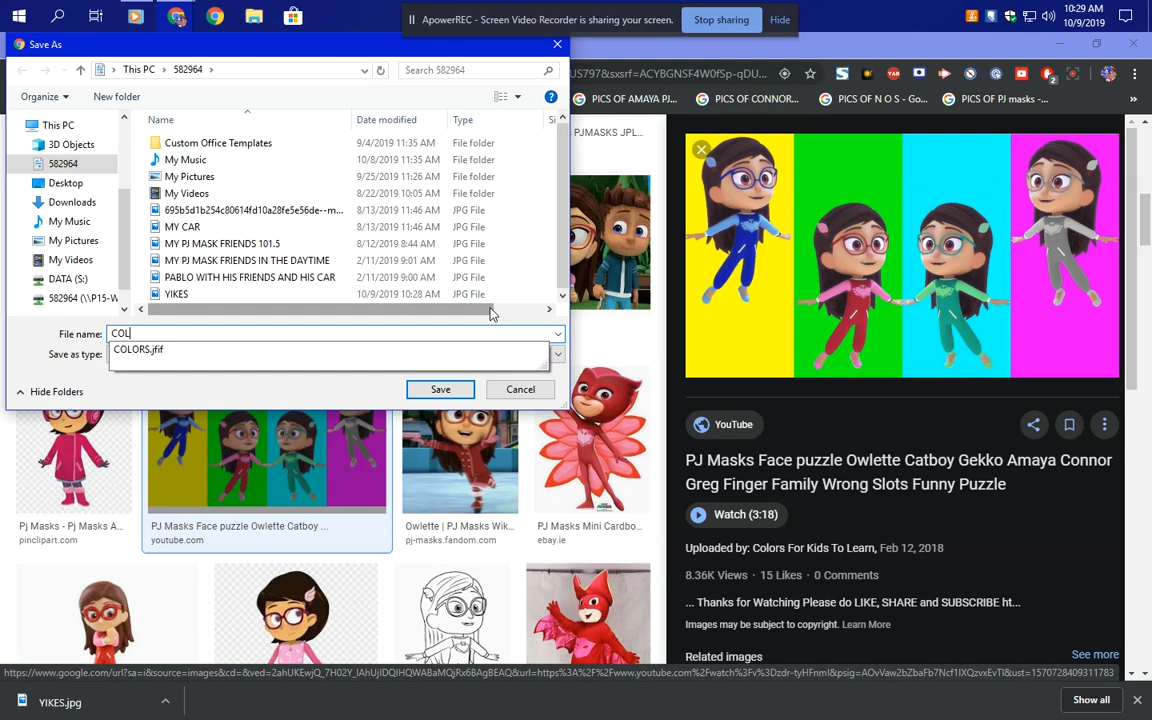 ApowerREC - Screen Video Recorder is sharing your screen. Stop sharing Hide
10:29 AM
10/9/2019
Save As
This PC 582964
Search 582964
US797&sxsrf=ACYBGNSF4W0fSp-qDU...
Organize New folder
PICS OF AMAYA PJ... PICS OF CONNOR... PICS OF N O S - Go... PICS OF PJ masks -... »
Name Date modified Type Si
This PC
3D Objects
582964
Desktop
Downloads
My Music
My Pictures
My Videos
DATA (S:)
582964 (\\P15-W
Custom Office Templates 9/4/2019 11:35 AM File folder
My Music 10/8/2019 11:35 AM File folder
My Pictures 9/25/2019 11:26 AM File folder
My Videos 8/22/2019 10:05 AM File folder
695b5d1b254c80614fd10a28fe5e56de--m... 8/13/2019 11:46 AM JPG File
MY CAR 8/13/2019 11:46 AM JPG File
MY PJ MASK FRIENDS 101.5 8/12/2019 8:44 AM JPG File
MY PJ MASK FRIENDS IN THE DAYTIME 2/11/2019 9:01 AM JPG File
PABLO WITH HIS FRIENDS AND HIS CAR 2/11/2019 9:00 AM JPG File
YIKES 10/9/2019 10:28 AM JPG File
File name: COL
COLORS.jfif
Save as type:
Hide Folders
Save Cancel
PJMASKS JPL...
YouTube
PJ Masks Face puzzle Owlette Catboy Gekko Amaya Connor
Greg Finger Family Wrong Slots Funny Puzzle
Watch (3:18)
Uploaded by: Colors For Kids To Learn, Feb 12, 2018
8.36K Views · 15 Likes · 0 Comments
... Thanks for Watching Please do LIKE, SHARE and SUBSCRIBE ht...
Images may be subject to copyright. Learn More
Related images See more
Pj Masks - Pj Masks A...
pinclipart.com
PJ Masks Face puzzle Owlette Catboy ...
youtube.com
Owlette | PJ Masks Wik...
pj-masks.fandom.com
PJ Masks Mini Cardbo...
ebay.ie
YIKES.jpg
Show all